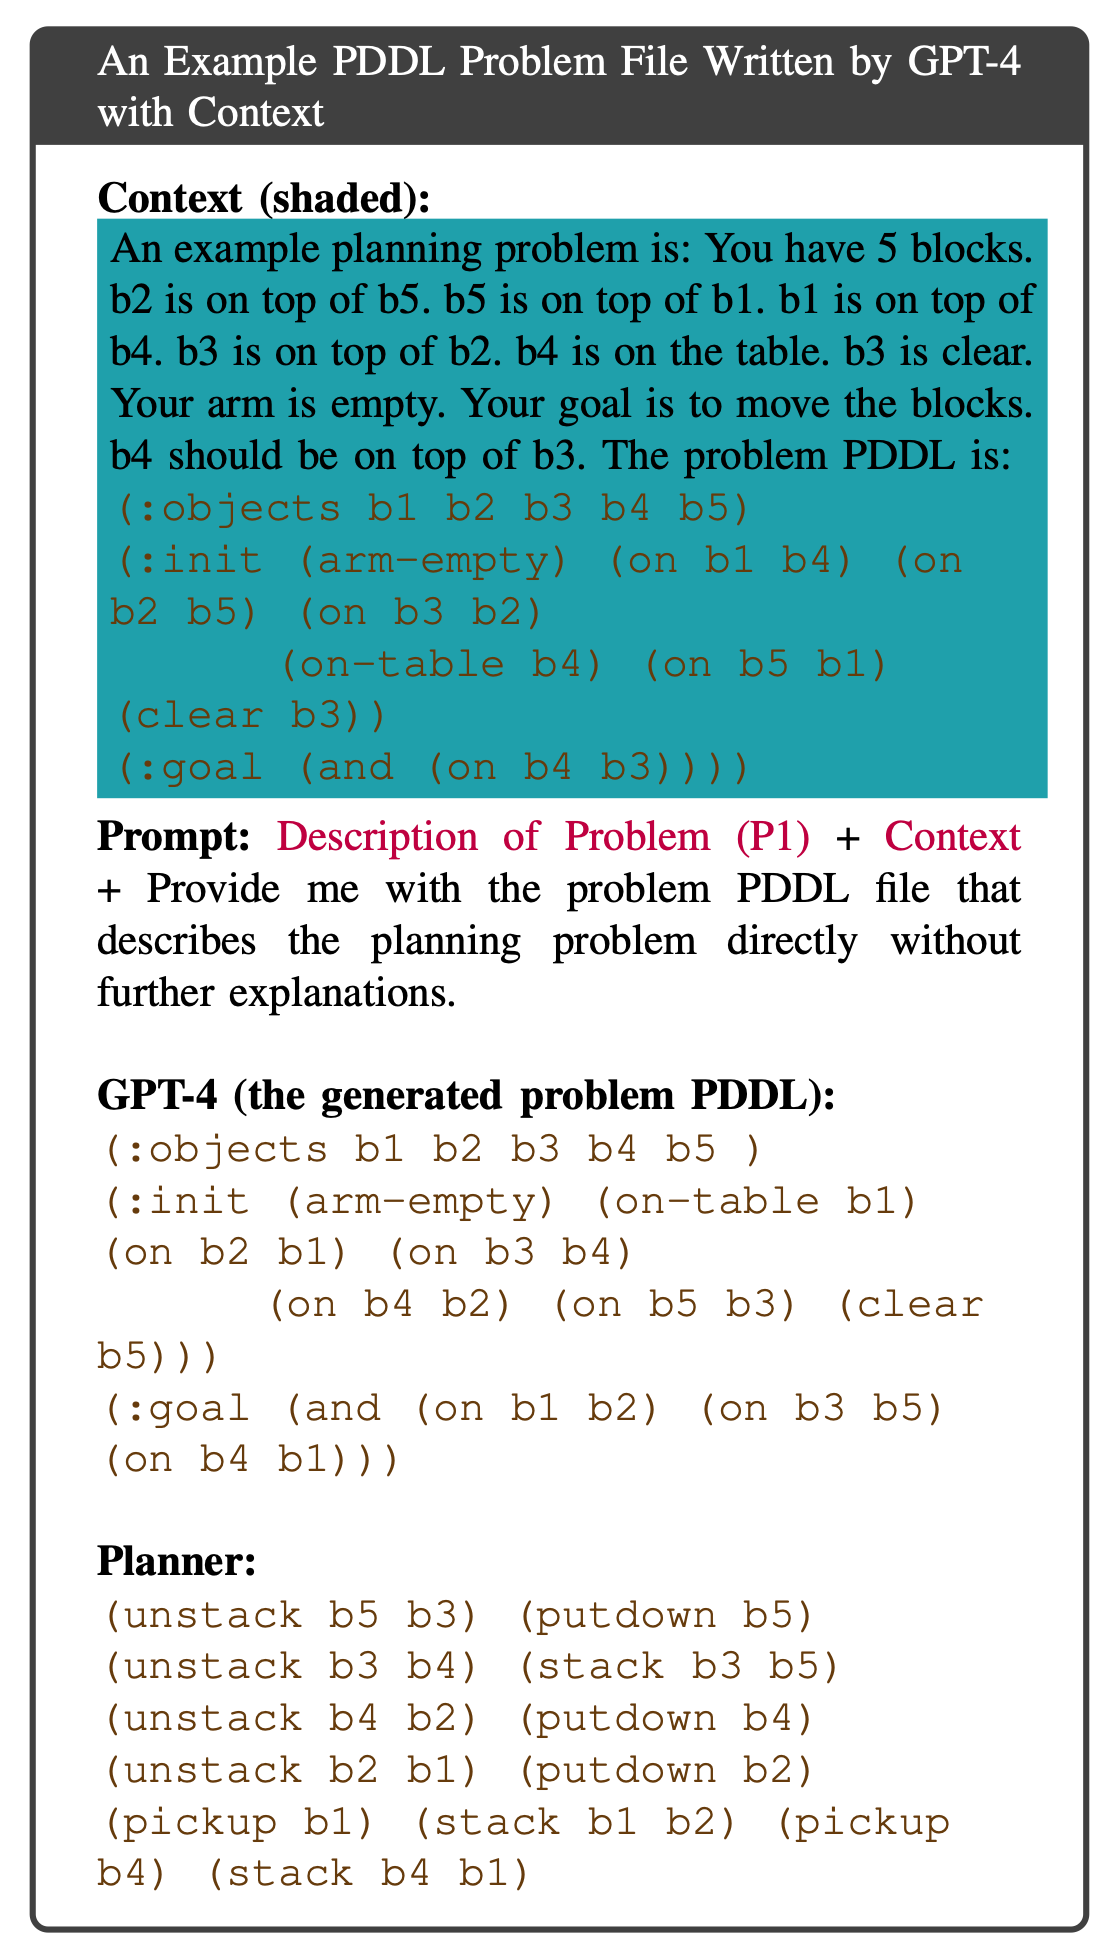 An Example PDDL Problem File Written by GPT-4
with Context
Context (shaded):
An example planning problem is: You have 5 blocks.
b2 is on top of b5. b5 is on top of b1. b1 is on top of
b4. b3 is on top of b2. b4 is on the table. b3 is clear.
Your arm is empty. Your goal is to move the blocks.
b4 should be on top of b3. The problem PDDL is:
(:objects b1 b2 b3 b4 b5)
(:init (arm-empty) (on b1 b4) (on
b2 b5) (on b3 b2)
(on-table b4) (on b5 b1)
(clear b3))
(:goal (and (on b4 b3))))
Prompt: Description of Problem (P1) + Context
+ Provide me with the problem PDDL file that
describes the planning problem directly without
further explanations.
GPT-4 (the generated problem PDDL):
(:objects b1 b2 b3 b4 b5 )
(:init (arm-empty) (on-table b1)
(on b2 b1) (on b3 b4)
(on b4 b2) (on b5 b3) (clear
b5)))
(:goal (and (on b1 b2) (on b3 b5)
(on b4 b1)))
Planner:
(unstack b5 b3) (putdown b5)
(unstack b3 b4) (stack b3 b5)
(unstack b4 b2) (putdown b4)
(unstack b2 b1) (putdown b2)
(pickup b1) (stack b1 b2) (pickup
b4) (stack b4 b1)